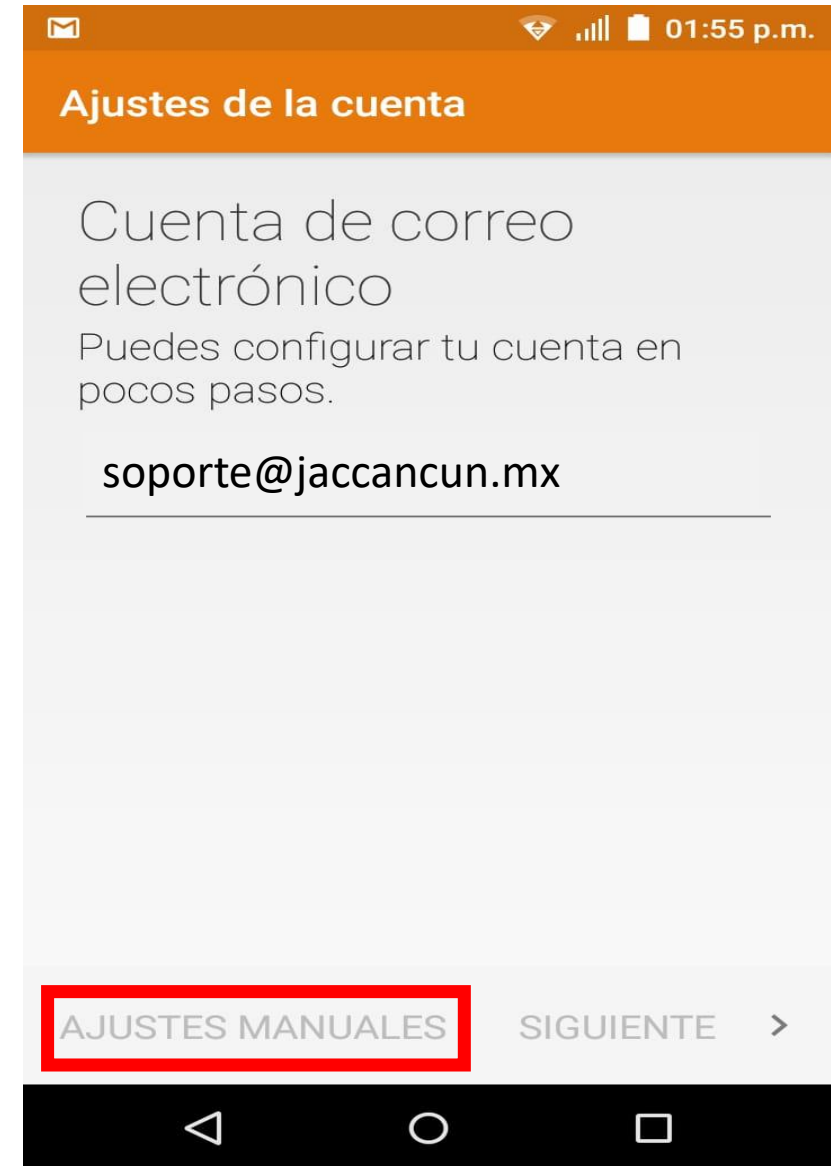 01:55 p.m.
Ajustes de la cuenta
Cuenta de correo
electrónico
Puedes configurar tu cuenta en
pocos pasos.
soporte@jaccancun.mx
AJUSTES MANUALES SIGUIENTE >